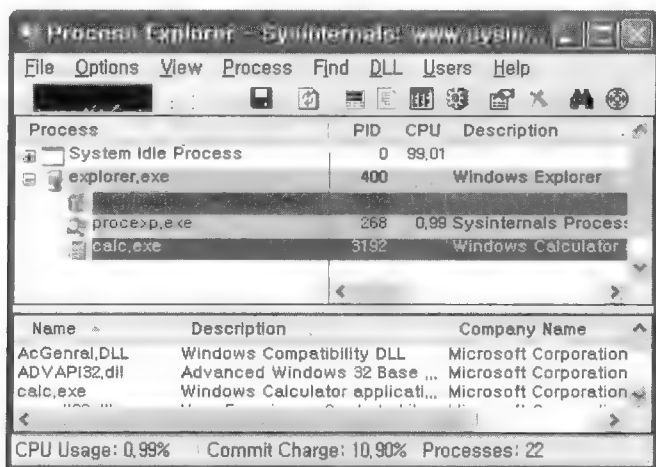 Process Explorer - Sysinternals: www.sysin...
File Options View Process Find DLL Users Help
Process PID CPU Description
System Idle Process 0 99,01
explorer,exe 400 Windows Explorer
procexp,exe 268 0,99 Sysinternals Process
calc,exe 3192 Windows Calculator
Name Description Company Name
AcGenral,DLL Windows Compatibility DLL Microsoft Corporation
ADVAPI32,dll Advanced Windows 32 Base ,,, Microsoft Corporation
calc,exe Windows Calculator applicati,,, Microsoft Corporation
CPU Usage: 0,99% Commit Charge: 10,90% Processes: 22